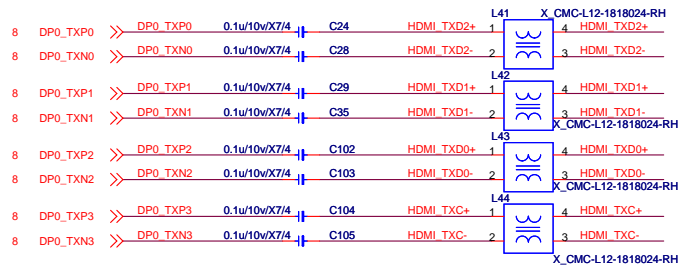 L41 X_CMC-L12-1818024-RH
8 DP0_TXP0 DP0_TXP0 0.1u/10v/X7/4 C24 HDMI_TXD2+ 1 4 HDMI_TXD2+
8 DP0_TXN0 DP0_TXN0 0.1u/10v/X7/4 C28 HDMI_TXD2- 2 3 HDMI_TXD2-
L42
8 DP0_TXP1 DP0_TXP1 0.1u/10v/X7/4 C29 HDMI_TXD1+ 1 4 HDMI_TXD1+
8 DP0_TXN1 DP0_TXN1 0.1u/10v/X7/4 C35 HDMI_TXD1- 2 3 HDMI_TXD1-
X_CMC-L12-1818024-RH
L43
8 DP0_TXP2 DP0_TXP2 0.1u/10v/X7/4 C102 HDMI_TXD0+ 1 4 HDMI_TXD0+
8 DP0_TXN2 DP0_TXN2 0.1u/10v/X7/4 C103 HDMI_TXD0- 2 3 HDMI_TXD0-
X_CMC-L12-1818024-RH
L44
8 DP0_TXP3 DP0_TXP3 0.1u/10v/X7/4 C104 HDMI_TXC+ 1 4 HDMI_TXC+
8 DP0_TXN3 DP0_TXN3 0.1u/10v/X7/4 C105 HDMI_TXC- 2 3 HDMI_TXC-
X_CMC-L12-1818024-RH